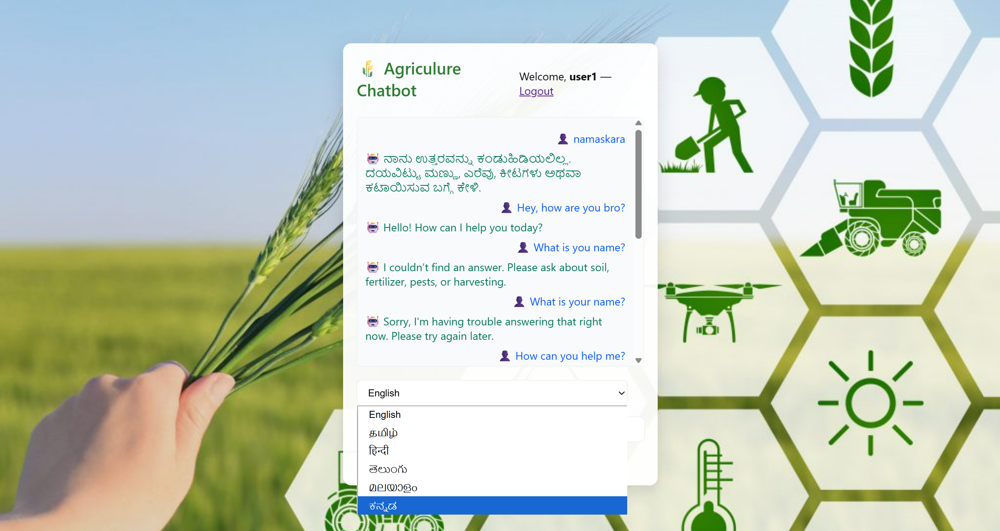 Agriculure
Chatbot
Welcome, user1 —
Logout
namaskara
ನಾನು ಉತ್ತರವನ್ನು ಕಂಡುಹಿಡಿಯಲಿಲ್ಲ.
ದಯವಿಟ್ಟು ಮಣ್ಣು, ಎರೆವು, ಕೀಟಗಳು ಅಥವಾ
ಕಟಾಯಿಸುವ ಬಗ್ಗೆ ಕೇಳಿ.
Hey, how are you bro?
Hello! How can I help you today?
What is you name?
I couldn’t find an answer. Please ask about soil,
fertilizer, pests, or harvesting.
What is your name?
Sorry, I'm having trouble answering that right
now. Please try again later.
How can you help me?
English
English
தமிழ்
हिन्दी
తెలుంగు
മലയാളം
ಕನ್ನಡ